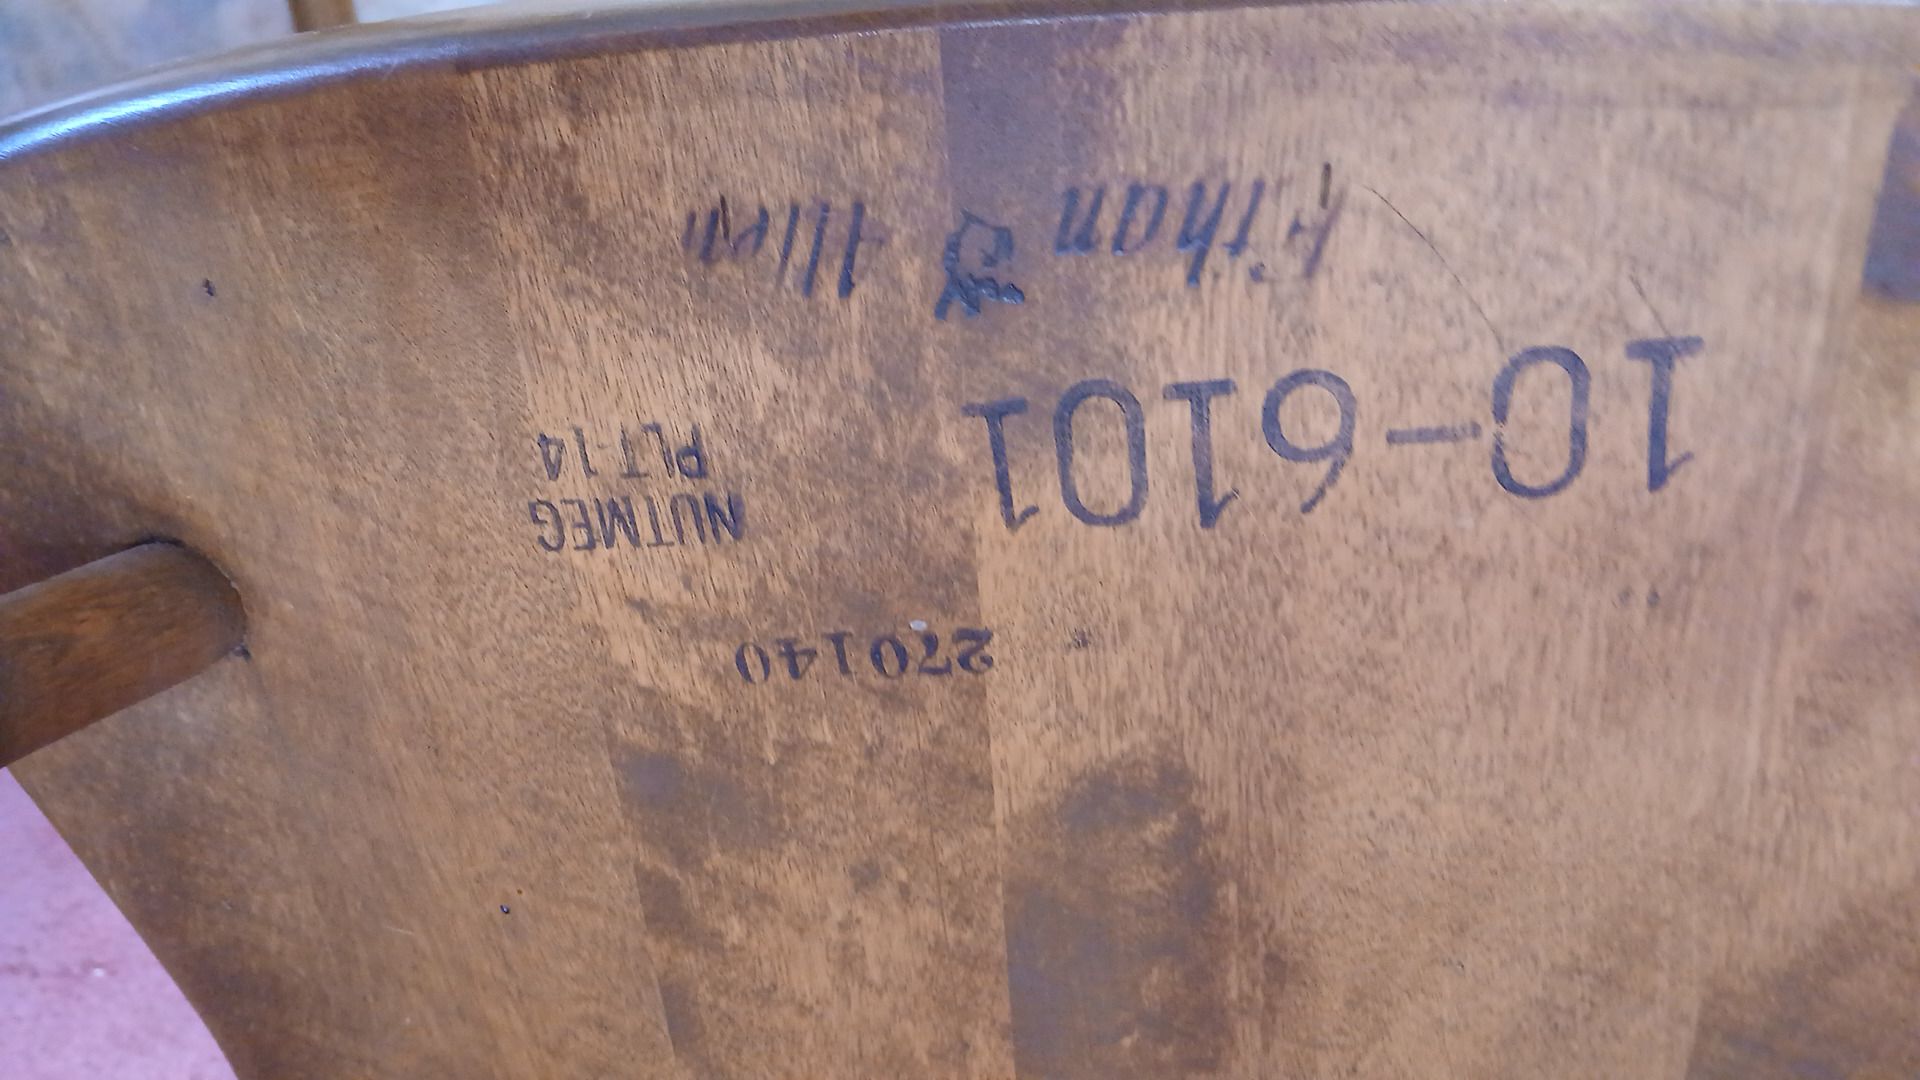 270140
NUTMEG
PLT-14
10-6101
Ethan Allen